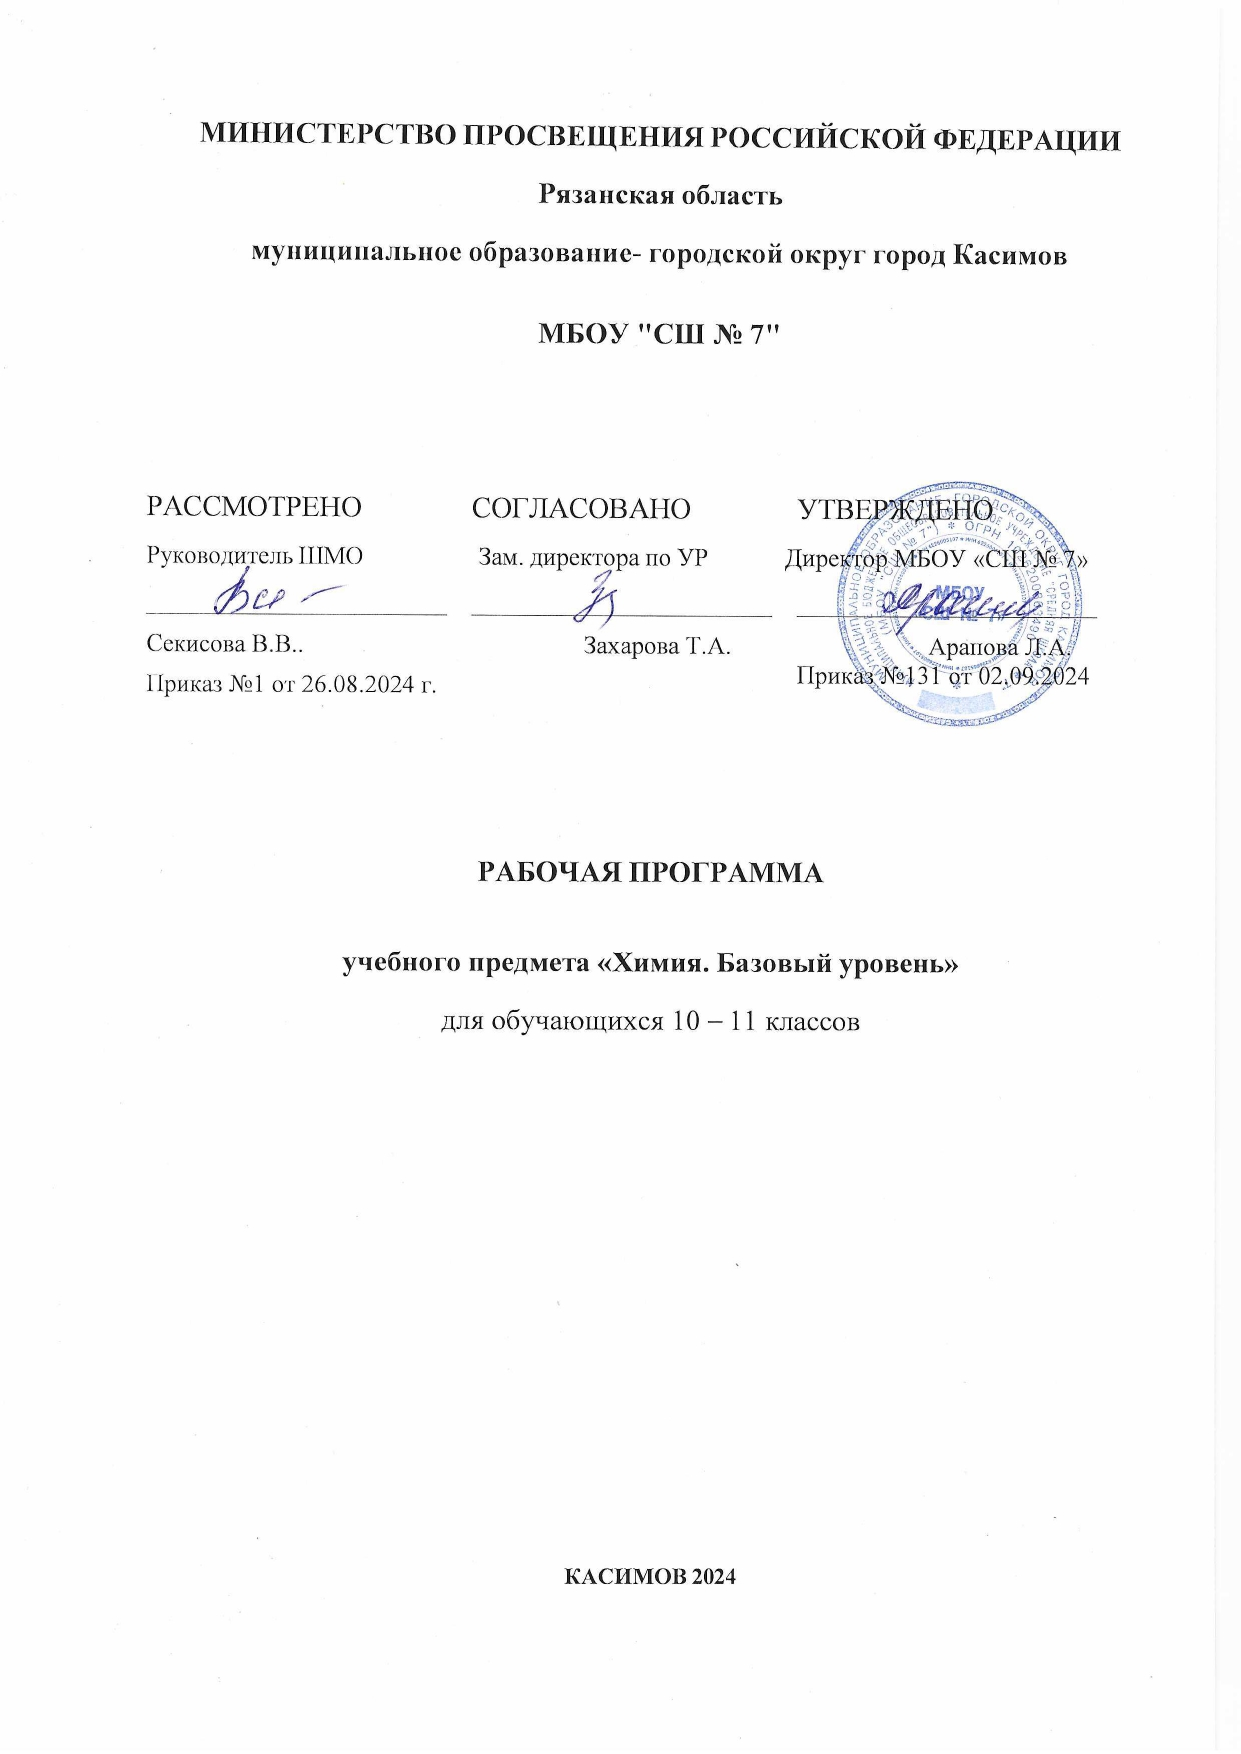 МИНИСТЕРСТВО ПРОСВЕЩЕНИЯ РОССИЙСКОЙ ФЕДЕРАЦИИ
Рязанская область
муниципальное образование- городской округ город Касимов
МБОУ "СШ № 7"
РАССМОТРЕНО
Руководитель ШМО
Секисова В.В..
Приказ №1 от 26.08.2024 г.
СОГЛАСОВАНО
Зам. директора по УР
Захарова Т.А.
УТВЕРЖДЕНО
Директор МБОУ «СШ № 7»
МБОУ
Арапова Л.А.
Приказ №131 от 02.09.2024
РАБОЧАЯ ПРОГРАММА
учебного предмета «Химия. Базовый уровень»
для обучающихся 10 – 11 классов
КАСИМОВ 2024